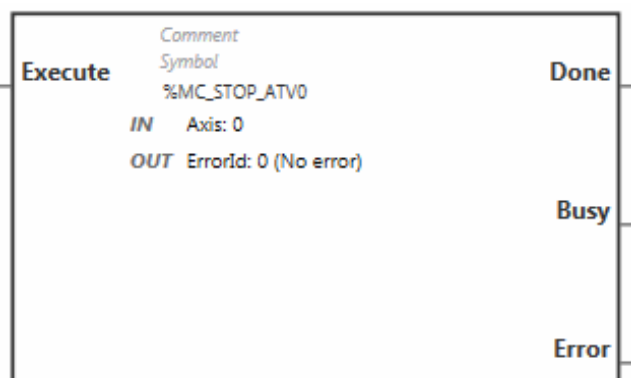 Comment
Execute Symbol Done
%MC_STOP_ATV0
IN Axis: 0
OUT ErrorId: 0 (No error)
Busy
Error